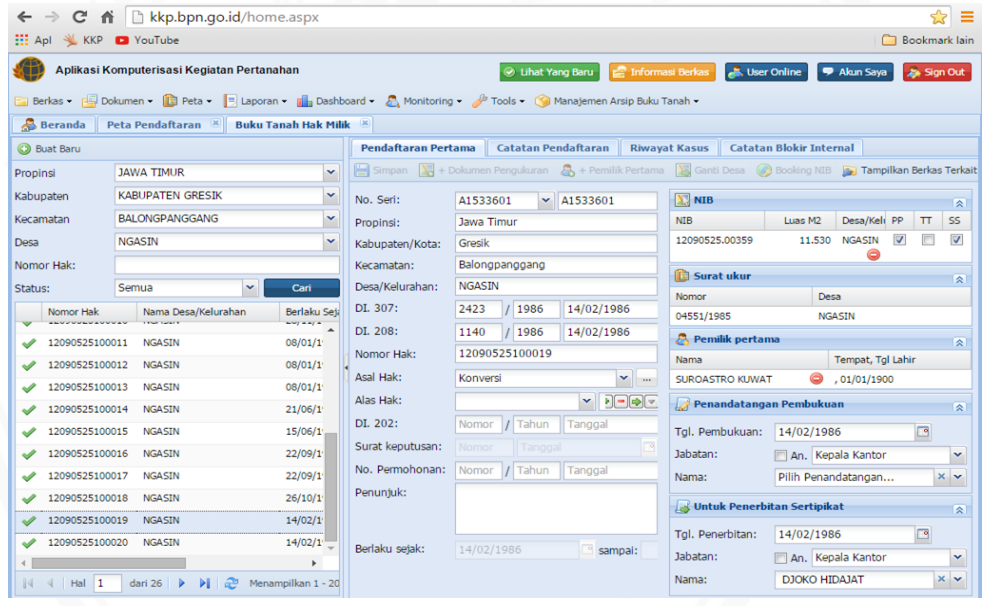 kkp.bpn.go.id/home.aspx
Apl KKP YouTube Bookmark lain
Aplikasi Komputerisasi Kegiatan Pertanahan Lihat Yang Baru Informasi Berkas User Online Akun Saya Sign Out
Berkas Dokumen Peta Laporan Dashboard Monitoring Tools Manajemen Arsip Buku Tanah
Beranda Peta Pendaftaran Buku Tanah Hak Milik
Buat Baru
Propinsi JAWA TIMUR
Kabupaten KABUPATEN GRESIK
Kecamatan BALONGPANGGANG
Desa NGASIN
Nomor Hak:
Status: Semua Cari
Nomor Hak Nama Desa/Kelurahan Berlaku Seja
12090525100011 NGASIN 08/01/1
12090525100012 NGASIN 08/01/1
12090525100013 NGASIN 08/01/1
12090525100014 NGASIN 21/06/1
12090525100015 NGASIN 15/06/1
12090525100016 NGASIN 22/09/1
12090525100017 NGASIN 22/09/1
12090525100018 NGASIN 26/10/1
12090525100019 NGASIN 14/02/1
12090525100020 NGASIN 14/02/1
Hal 1 dari 26 Menampilkan 1 - 20
Pendaftaran Pertama Catatan Pendaftaran Riwayat Kasus Catatan Blokir Internal
Simpan + Dokumen Pengukuran + Pemilik Pertama Ganti Desa Booking NIB Tampilkan Berkas Terkait
No. Seri: A1533601 A1533601
Propinsi: Jawa Timur
Kabupaten/Kota: Gresik
Kecamatan: Balongpanggang
Desa/Kelurahan: NGASIN
DI. 307: 2423 / 1986 14/02/1986
DI. 208: 1140 / 1986 14/02/1986
Nomor Hak: 12090525100019
Asal Hak: Konversi ...
Alas Hak:
DI. 202: Nomor / Tahun Tanggal
Surat keputusan: Nomor Tanggal
No. Permohonan: Nomor / Tahun Tanggal
Penunjuk:
Berlaku sejak: 14/02/1986 sampai:
NIB
NIB Luas M2 Desa/Kelu PP TT SS
12090525.00359 11.530 NGASIN
Surat ukur
Nomor Desa
04551/1985 NGASIN
Pemilik pertama
Nama Tempat, Tgl Lahir
SUROASTRO KUWAT , 01/01/1900
Penandatangan Pembukuan
Tgl. Pembukuan: 14/02/1986
Jabatan: An. Kepala Kantor
Nama: Pilih Penandatangan...
Untuk Penerbitan Sertipikat
Tgl. Penerbitan: 14/02/1986
Jabatan: An. Kepala Kantor
Nama: DJOKO HIDAJAT